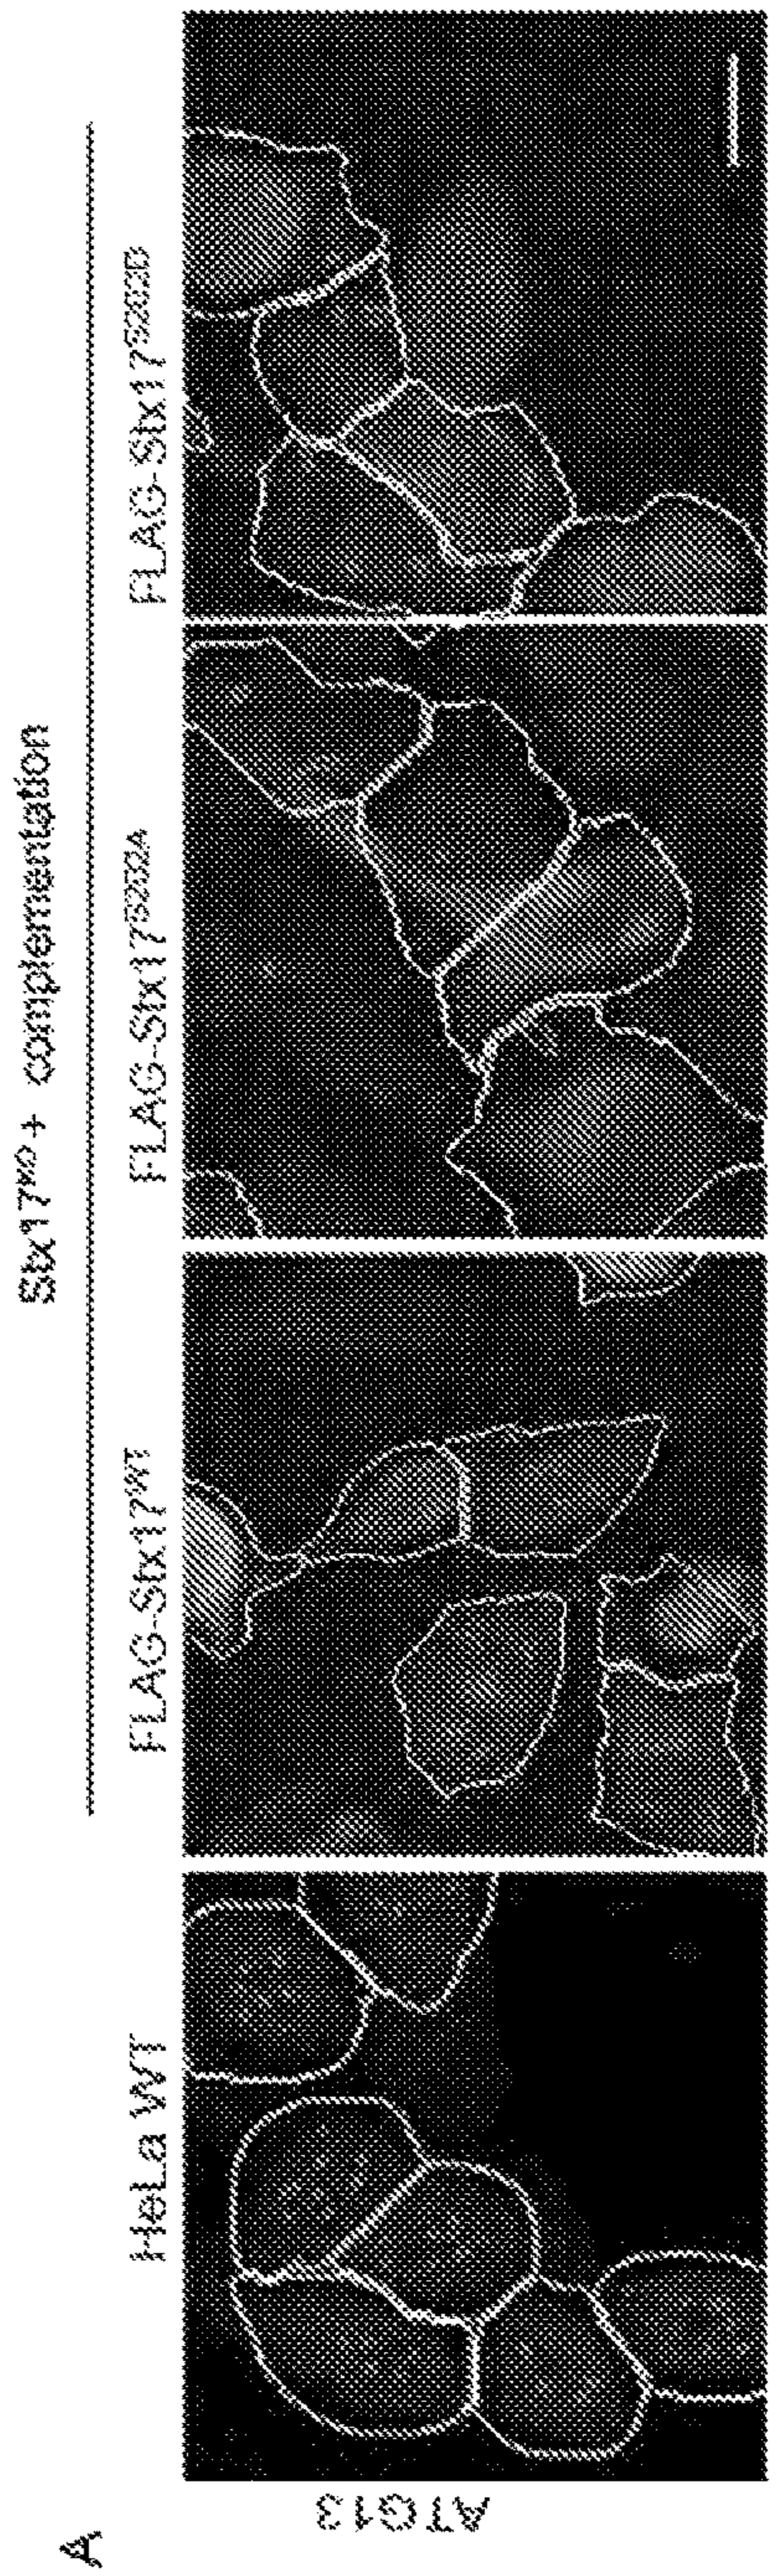 A
Stx17ᴷᴼ + complementation
HeLa WT
FLAG-Stx17ᵂᵀ
FLAG-Stx17ˢ²⁰²ᴬ
FLAG-Stx17ˢ²⁰²ᴰ
ATG13